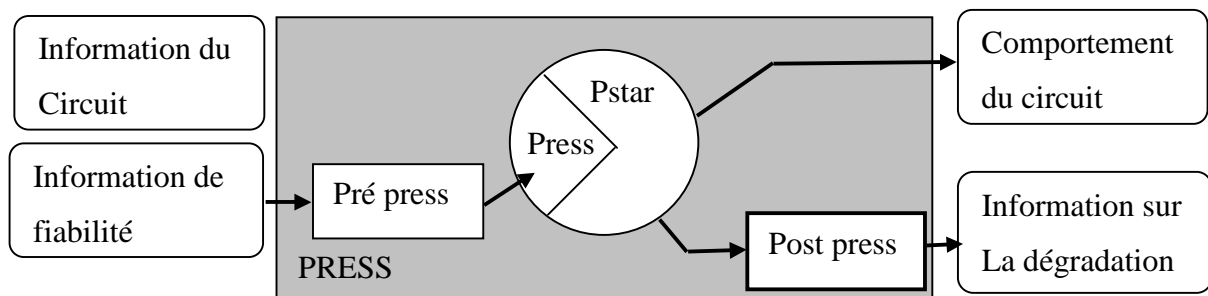 Information du
Circuit
Information de
fiabilité
Pré press
PRESS
Press
Pstar
Post press
Comportement
du circuit
Information sur
La dégradation